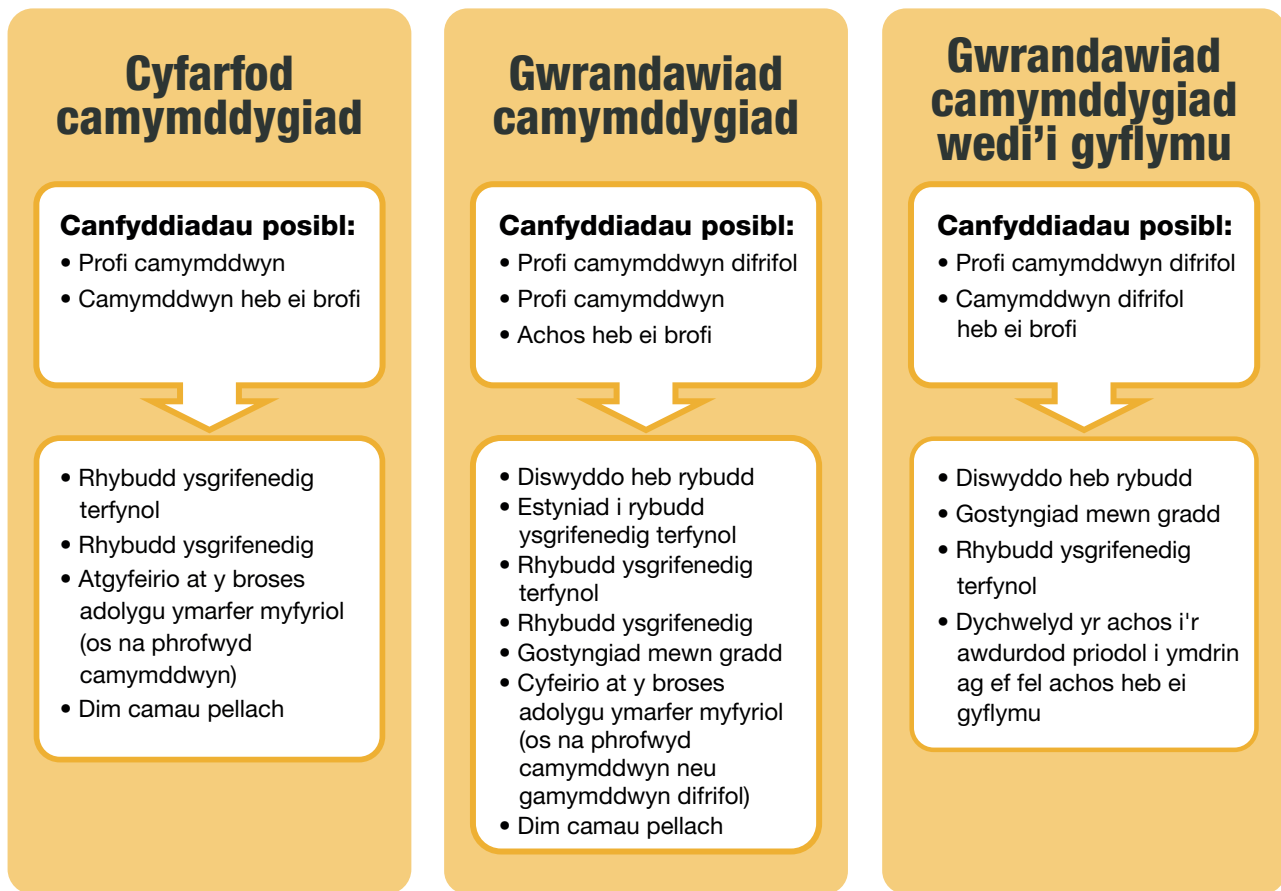 Cyfarfod
camymddygiad
Canfyddiadau posibl:
• Profi camymddwyn
• Camymddwyn heb ei brofi
• Rhybudd ysgrifenedig
terfynol
• Rhybudd ysgrifenedig
• Atgyfeirio at y broses
adolygu ymarfer myfyriol
(os na phrofwyd
camymddwyn)
• Dim camau pellach
Gwrandawiad
camymddygiad
Canfyddiadau posibl:
• Profi camymddwyn difrifol
• Profi camymddwyn
• Achos heb ei brofi
• Diswyddo heb rybudd
• Estyniad i rybudd
ysgrifenedig terfynol
• Rhybudd ysgrifenedig
terfynol
• Rhybudd ysgrifenedig
• Gostyngiad mewn gradd
• Cyfeirio at y broses
adolygu ymarfer myfyriol
(os na phrofwyd
camymddwyn neu
gamymddwyn difrifol)
• Dim camau pellach
Gwrandawiad
camymddygiad
wedi’i gyflymu
Canfyddiadau posibl:
• Profi camymddwyn difrifol
• Camymddwyn difrifol
heb ei brofi
• Diswyddo heb rybudd
• Gostyngiad mewn gradd
• Rhybudd ysgrifenedig
terfynol
• Dychwelyd yr achos i'r
awdurdod priodol i ymdrin
ag ef fel achos heb ei
gyflymu